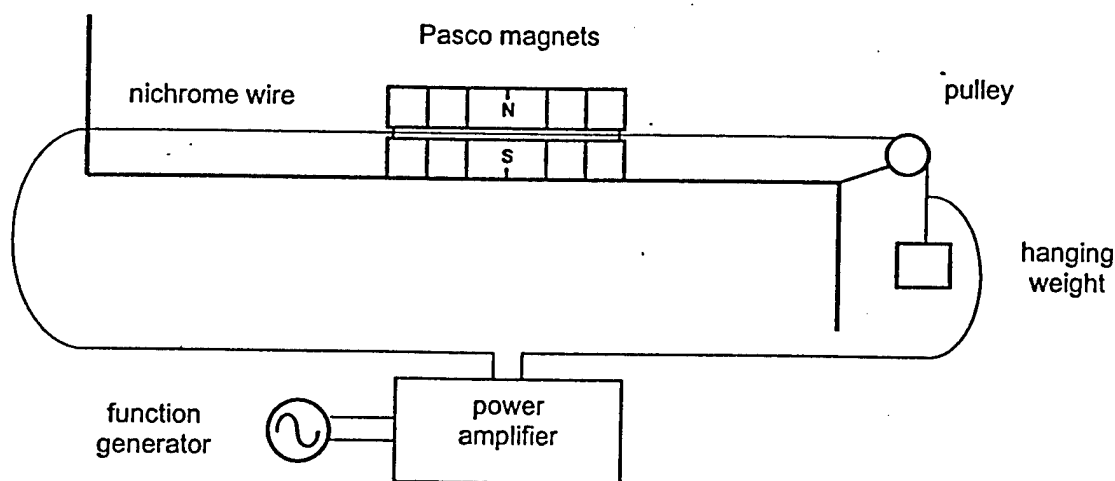 Pasco magnets
nichrome wire
pulley
N
S
hanging
weight
function
generator
power
amplifier